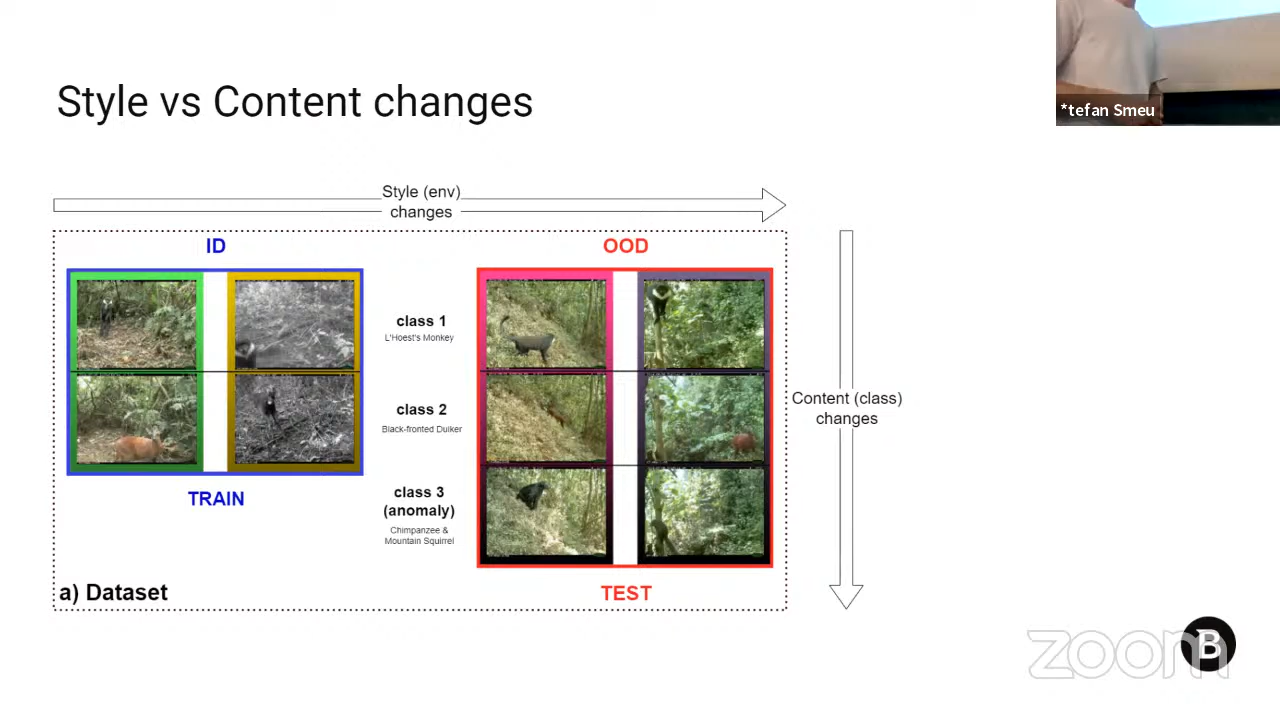 Style vs Content changes
*tefan Smeu
Style (env)
changes
ID
OOD
class 1
L'Hoest's Monkey
class 2
Black-fronted Duiker
class 3
(anomaly)
Chimpanzee &
Mountain Squirrel
Content (class)
changes
TRAIN
TEST
a) Dataset
zoom
B